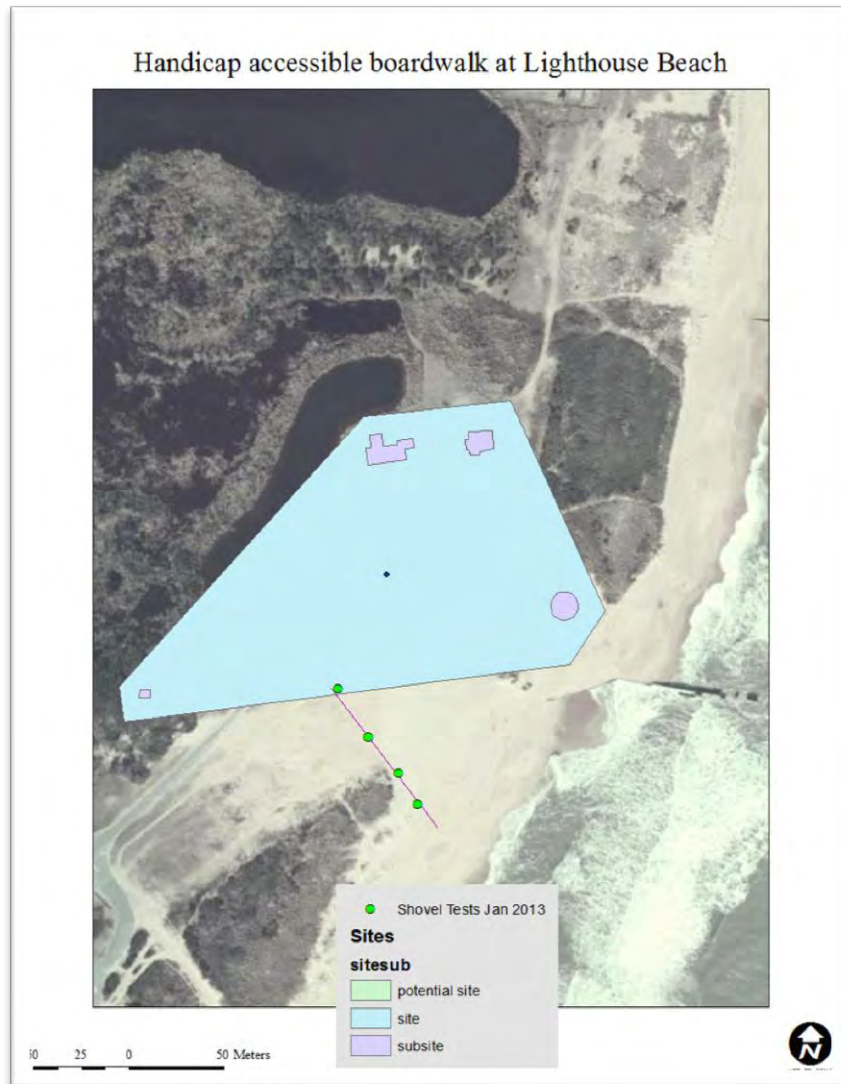 Handicap accessible boardwalk at Lighthouse Beach
Shovel Tests Jan 2013
Sites
sitesub
potential site
site
subsite
25 0 50 Meters
N